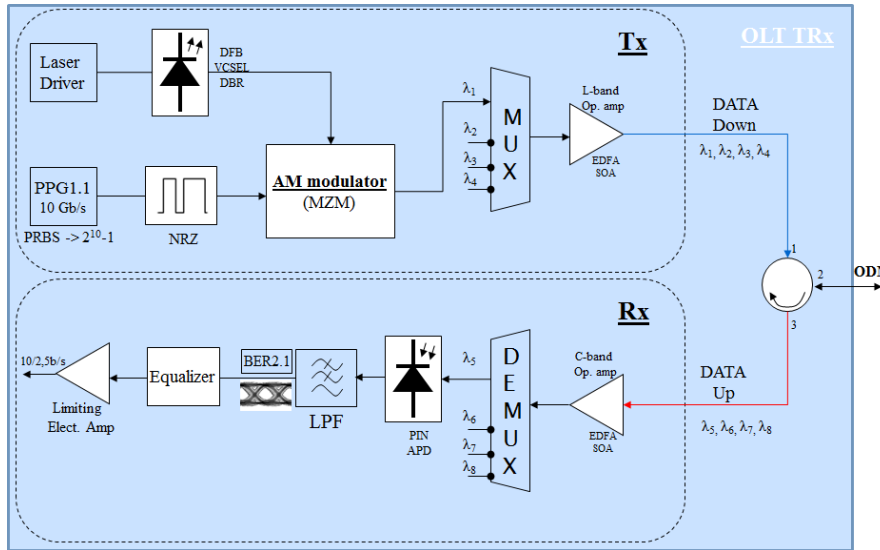 OLT TRx
Tx
Laser
Driver
DFB
VCSEL
DBR
PPG1.1
10 Gb/s
PRBS -> 2¹⁰-1
NRZ
AM modulator
(MZM)
λ₁
λ₂
λ₃
λ₄
MUX
L-band
Op. amp
EDFA
SOA
DATA
Down
λ₁, λ₂, λ₃, λ₄
1
2
3
Rx
10/2,5b/s
Limiting
Elect. Amp
Equalizer
BER2.1
LPF
PIN
APD
λ₅
λ₆
λ₇
λ₈
DEMUX
C-band
Op. amp
EDFA
SOA
DATA
Up
λ₅, λ₆, λ₇, λ₈